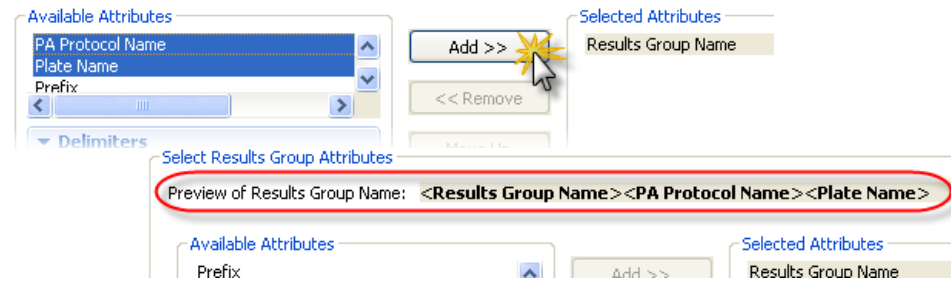 Available Attributes
Selected Attributes
PA Protocol Name
Plate Name
Prefix
Add >>
Results Group Name
<< Remove
Move Up
Delimiters
Select Results Group Attributes
Preview of Results Group Name: <Results Group Name><PA Protocol Name><Plate Name>
Available Attributes
Selected Attributes
Prefix
Add >>
Results Group Name